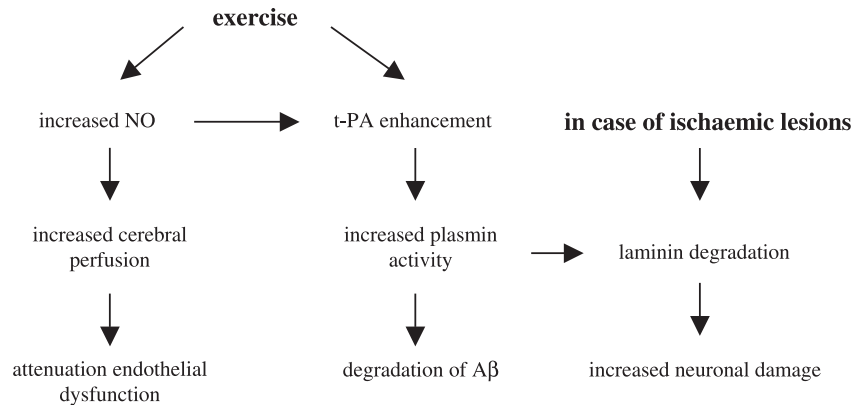 exercise
increased NO
t-PA enhancement
in case of ischaemic lesions
increased cerebral
perfusion
increased plasmin
activity
laminin degradation
attenuation endothelial
dysfunction
degradation of Aβ
increased neuronal damage